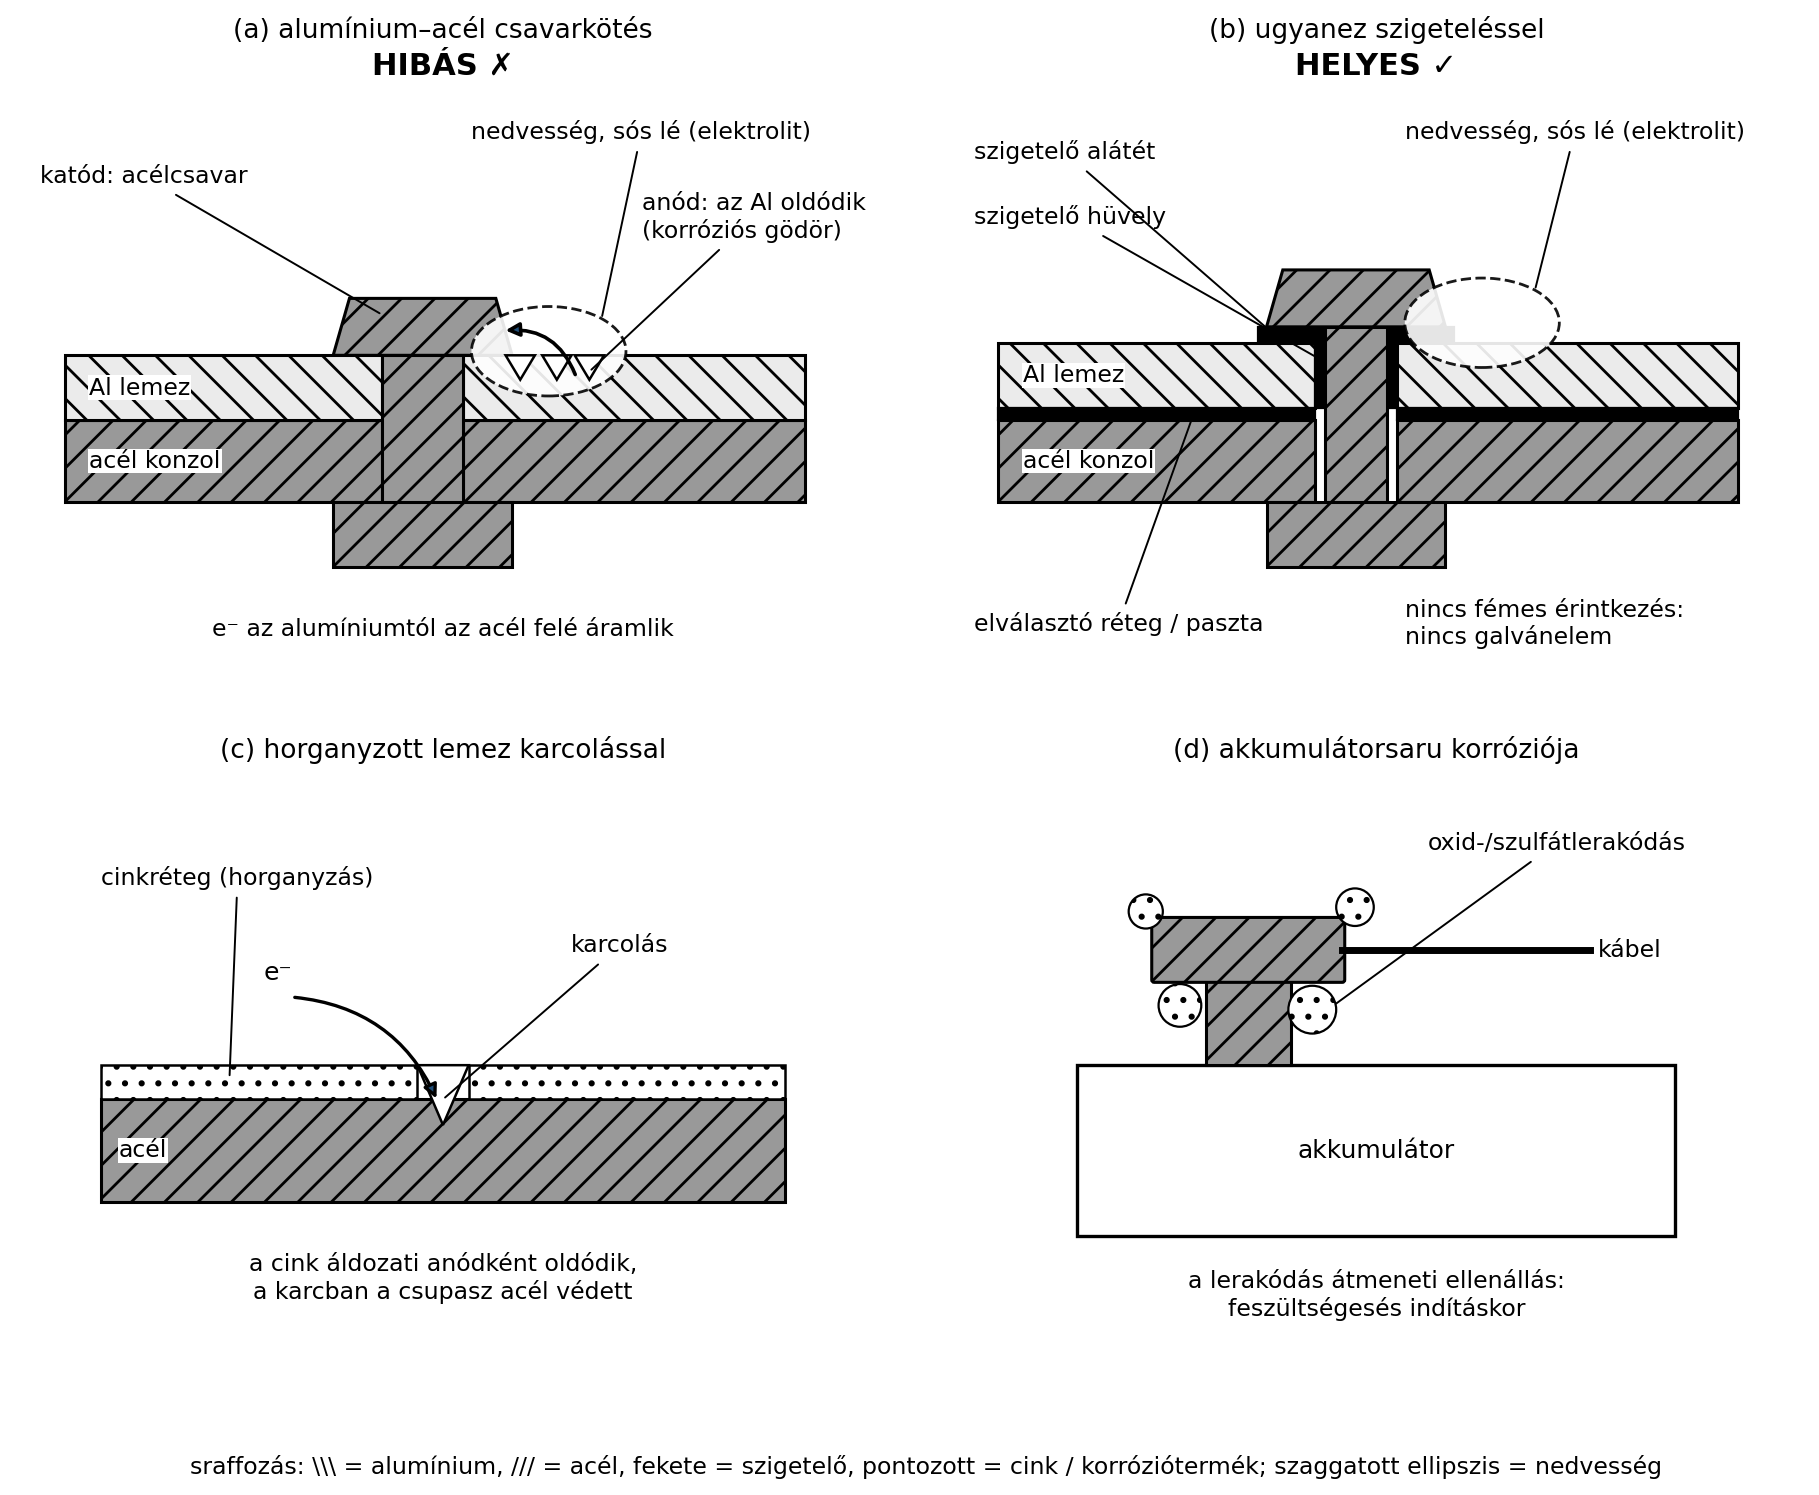 (a) alumínium–acél csavarkötés
HIBÁS ✗
nedvesség, sós lé (elektrolit)
katód: acélcsavar
anód: az Al oldódik
(korróziós gödör)
Al lemez
acél konzol
e⁻ az alumíniumtól az acél felé áramlik
(b) ugyanez szigeteléssel
HELYES ✓
nedvesség, sós lé (elektrolit)
szigetelő alátét
szigetelő hüvely
Al lemez
acél konzol
elválasztó réteg / paszta
nincs fémes érintkezés:
nincs galvánelem
(c) horganyzott lemez karcolással
cinkréteg (horganyzás)
karcolás
e⁻
acél
a cink áldozati anódként oldódik,
a karcban a csupasz acél védett
(d) akkumulátorsaru korróziója
oxid-/szulfátlerakódás
kábel
akkumulátor
a lerakódás átmeneti ellenállás:
feszültségesés indításkor
sraffozás: \\\ = alumínium, /// = acél, fekete = szigetelő, pontozott = cink / korróziótermék; szaggatott ellipszis = nedvesség